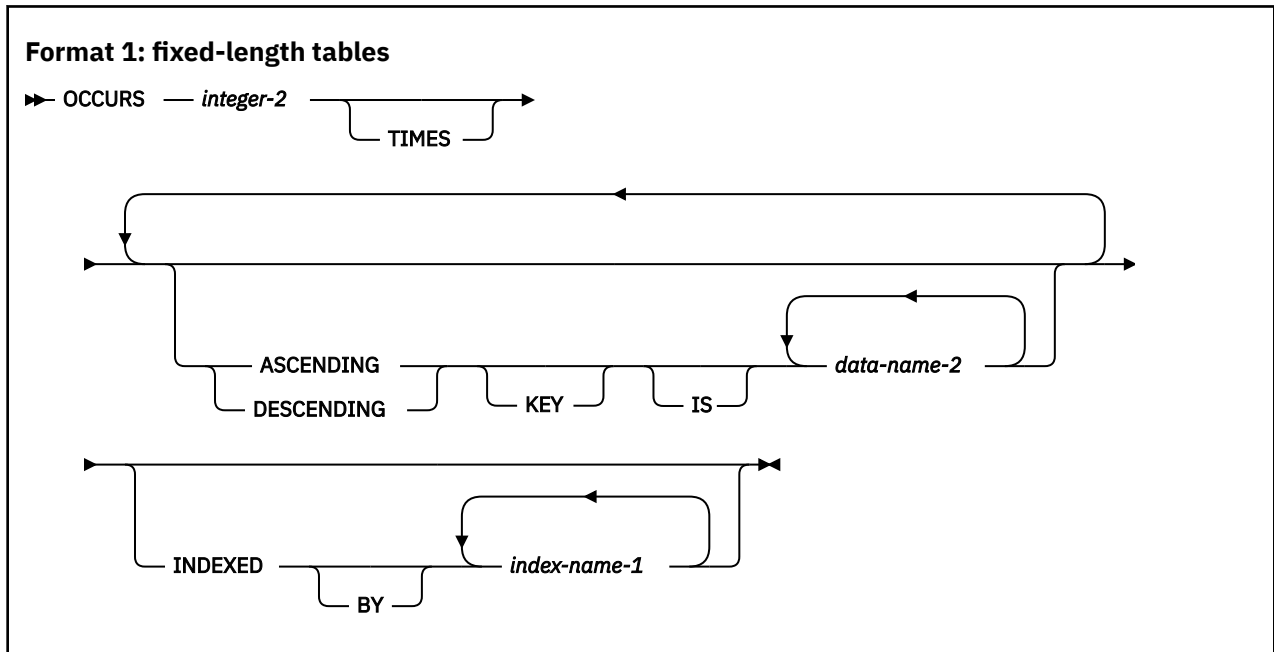 Format 1: fixed-length tables
OCCURS integer-2
TIMES
ASCENDING data-name-2
DESCENDING KEY IS
INDEXED index-name-1
BY